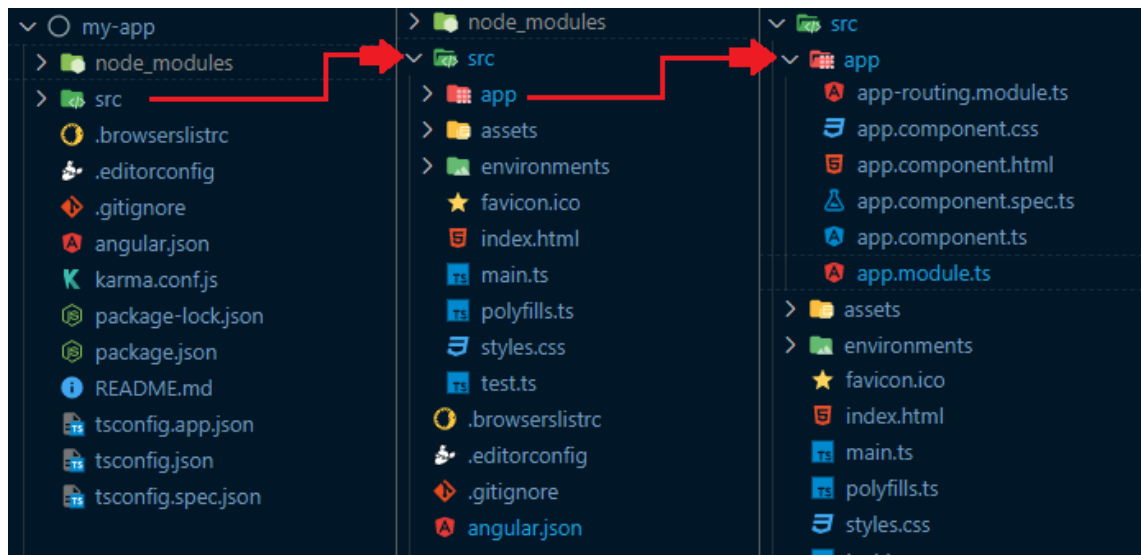 my-app
node_modules
src
.browserslistrc
.editorconfig
.gitignore
angular.json
karma.conf.js
package-lock.json
package.json
README.md
tsconfig.app.json
tsconfig.json
tsconfig.spec.json
node_modules
src
app
assets
environments
favicon.ico
index.html
main.ts
polyfills.ts
styles.css
test.ts
.browserslistrc
.editorconfig
.gitignore
angular.json
src
app
app-routing.module.ts
app.component.css
app.component.html
app.component.spec.ts
app.component.ts
app.module.ts
assets
environments
favicon.ico
index.html
main.ts
polyfills.ts
styles.css